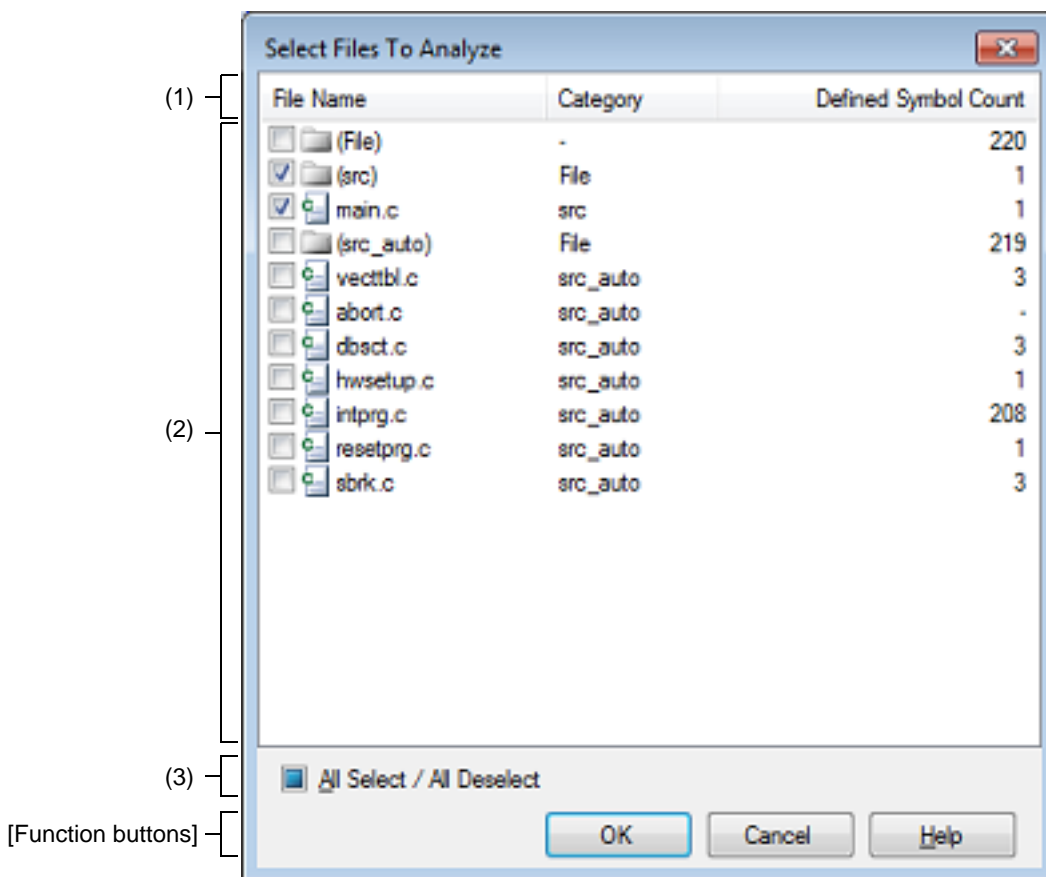 Select Files To Analyze
(1)
File Name Category Defined Symbol Count
(File) - 220
(src) File 1
main.c src 1
(src_auto) File 219
vecttbl.c src_auto 3
abort.c src_auto -
dbsct.c src_auto 3
hwsetup.c src_auto 1
(2)
intprg.c src_auto 208
resetprg.c src_auto 1
sbrk.c src_auto 3
(3)
All Select / All Deselect
[Function buttons]
OK Cancel Help